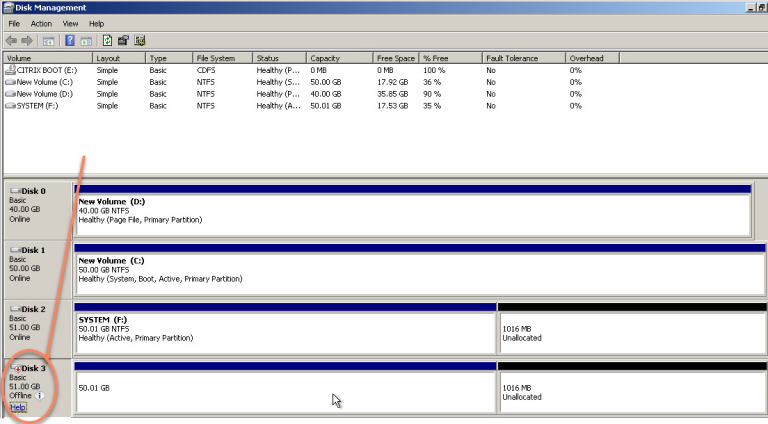 Disk Management
File Action View Help
Volume Layout Type File System Status Capacity Free Space % Free Fault Tolerance Overhead
CITRIX BOOT (E:) Simple Basic CDFS Healthy (P... 0 MB 0 MB 100 % No 0%
New Volume (C:) Simple Basic NTFS Healthy (S... 50.00 GB 17.92 GB 36 % No 0%
New Volume (D:) Simple Basic NTFS Healthy (P... 40.00 GB 35.85 GB 90 % No 0%
SYSTEM (F:) Simple Basic NTFS Healthy (A... 50.01 GB 17.53 GB 35 % No 0%
Disk 0
Basic
40.00 GB
Online
New Volume (D:)
40.00 GB NTFS
Healthy (Page File, Primary Partition)
Disk 1
Basic
50.00 GB
Online
New Volume (C:)
50.00 GB NTFS
Healthy (System, Boot, Active, Primary Partition)
Disk 2
Basic
51.00 GB
Online
SYSTEM (F:)
50.01 GB NTFS
Healthy (Active, Primary Partition)
1016 MB
Unallocated
Disk 3
Basic
51.00 GB
Offline
Help
50.01 GB
1016 MB
Unallocated